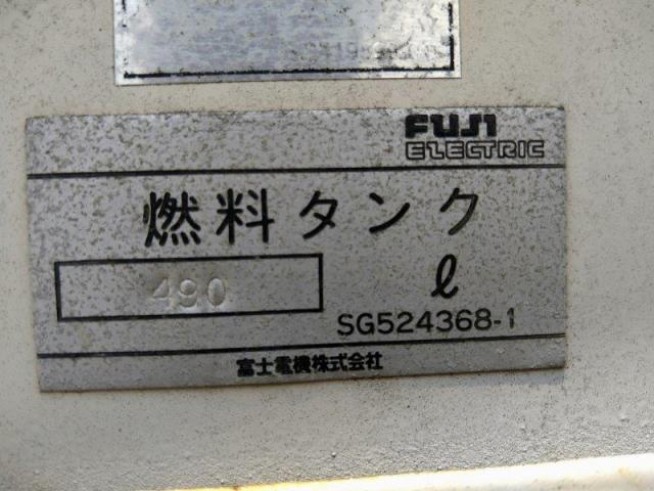 FUJI
ELECTRIC
燃料タンク
490 ℓ
SG524368-1
富士電機株式会社